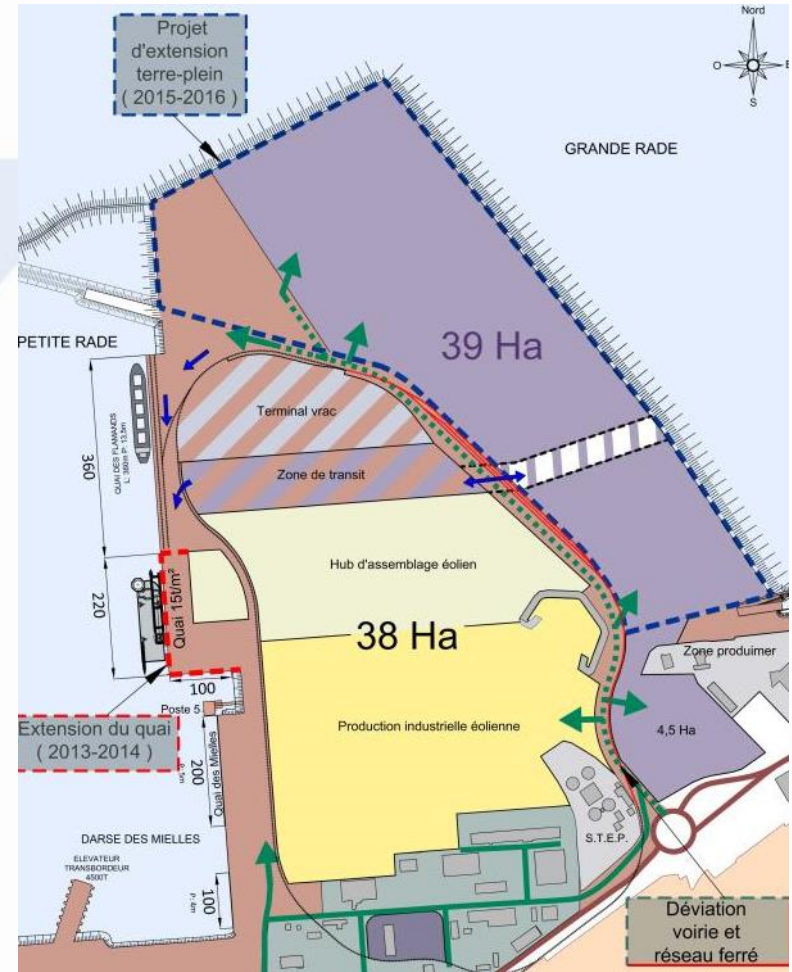 Projet
d'extension
terre-plein
( 2015-2016 )
Nord
O
E
S
GRANDE RADE
PETITE RADE
39 Ha
Terminal vrac
QUAI DES FLAMANDS
360
Zone de transit
Hub d'assemblage éolien
220
Quai 15t/m²
38 Ha
Zone produimer
100
Poste 5
Extension du quai
( 2013-2014 )
Production industrielle éolienne
4,5 Ha
200
Quai des Mielles
DARSE DES MIELLES
S.T.E.P.
ELEVATEUR
TRANSBORDEUR
4500T
100
P: 4m
Déviation
voirie et
réseau ferré